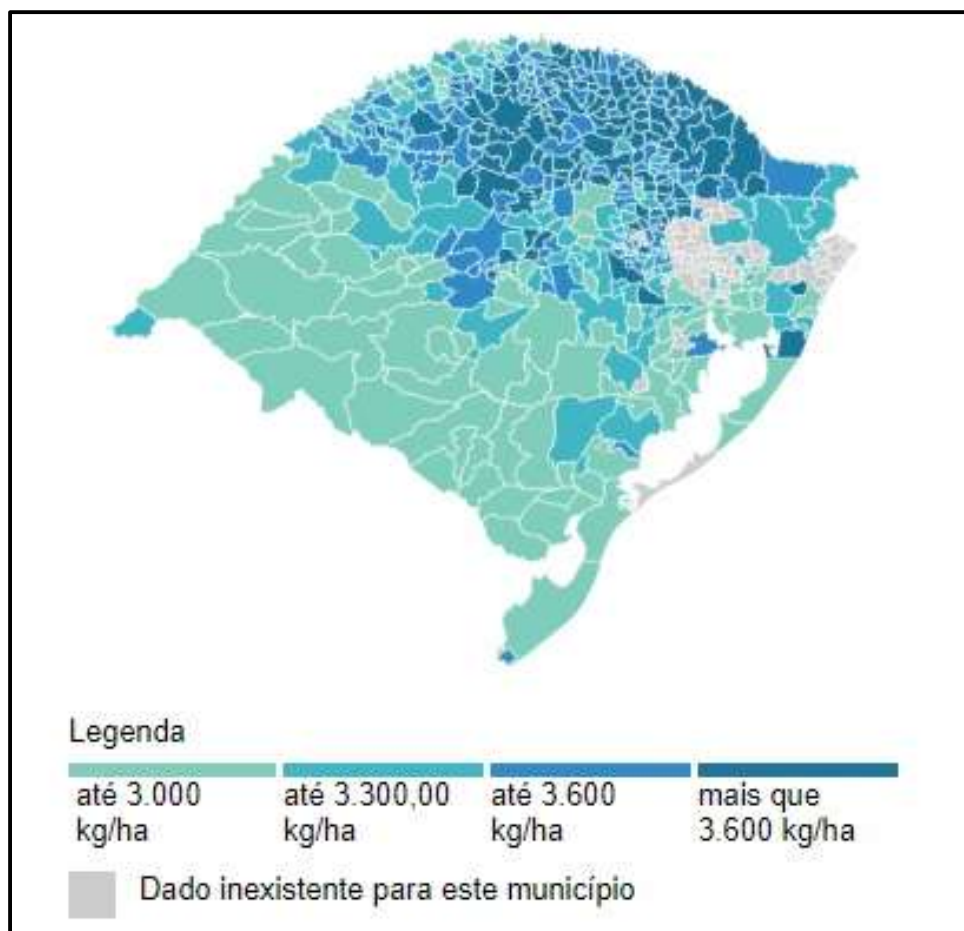 Legenda
até 3.000 até 3.300,00 até 3.600 mais que
kg/ha kg/ha kg/ha 3.600 kg/ha
Dado inexistente para este município